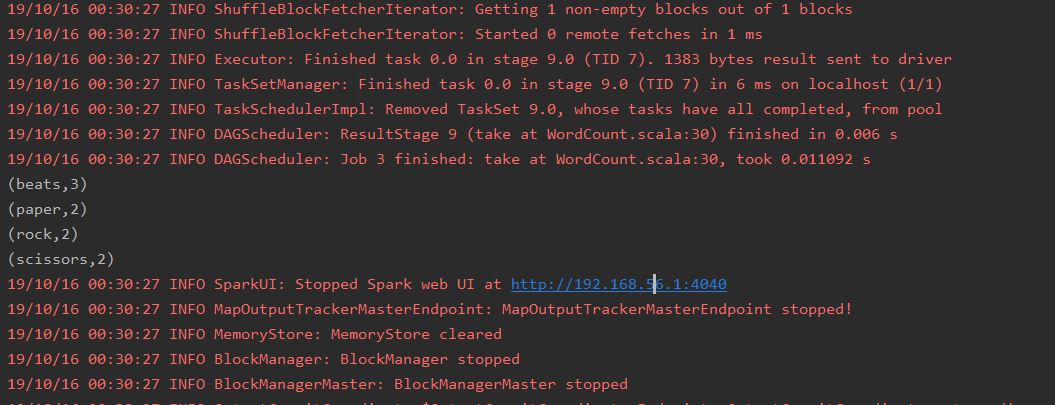 19/10/16 00:30:27 INFO ShuffleBlockFetcherIterator: Getting 1 non-empty blocks out of 1 blocks
19/10/16 00:30:27 INFO ShuffleBlockFetcherIterator: Started 0 remote fetches in 1 ms
19/10/16 00:30:27 INFO Executor: Finished task 0.0 in stage 9.0 (TID 7). 1383 bytes result sent to driver
19/10/16 00:30:27 INFO TaskSetManager: Finished task 0.0 in stage 9.0 (TID 7) in 6 ms on localhost (1/1)
19/10/16 00:30:27 INFO TaskSchedulerImpl: Removed TaskSet 9.0, whose tasks have all completed, from pool
19/10/16 00:30:27 INFO DAGScheduler: ResultStage 9 (take at WordCount.scala:30) finished in 0.006 s
19/10/16 00:30:27 INFO DAGScheduler: Job 3 finished: take at WordCount.scala:30, took 0.011092 s
(beats,3)
(paper,2)
(rock,2)
(scissors,2)
19/10/16 00:30:27 INFO SparkUI: Stopped Spark web UI at http://192.168.56.1:4040
19/10/16 00:30:27 INFO MapOutputTrackerMasterEndpoint: MapOutputTrackerMasterEndpoint stopped!
19/10/16 00:30:27 INFO MemoryStore: MemoryStore cleared
19/10/16 00:30:27 INFO BlockManager: BlockManager stopped
19/10/16 00:30:27 INFO BlockManagerMaster: BlockManagerMaster stopped